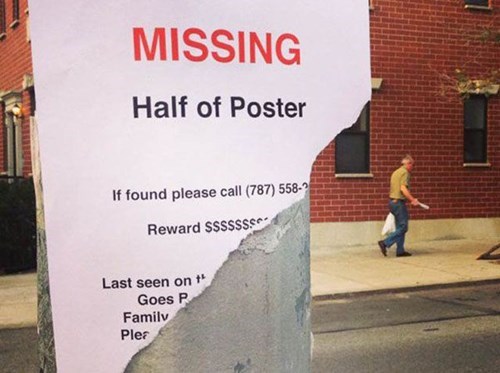 MISSING
Half of Poster
If found please call (787) 558-
Reward $$$$$$$
Last seen on
Goes
Family